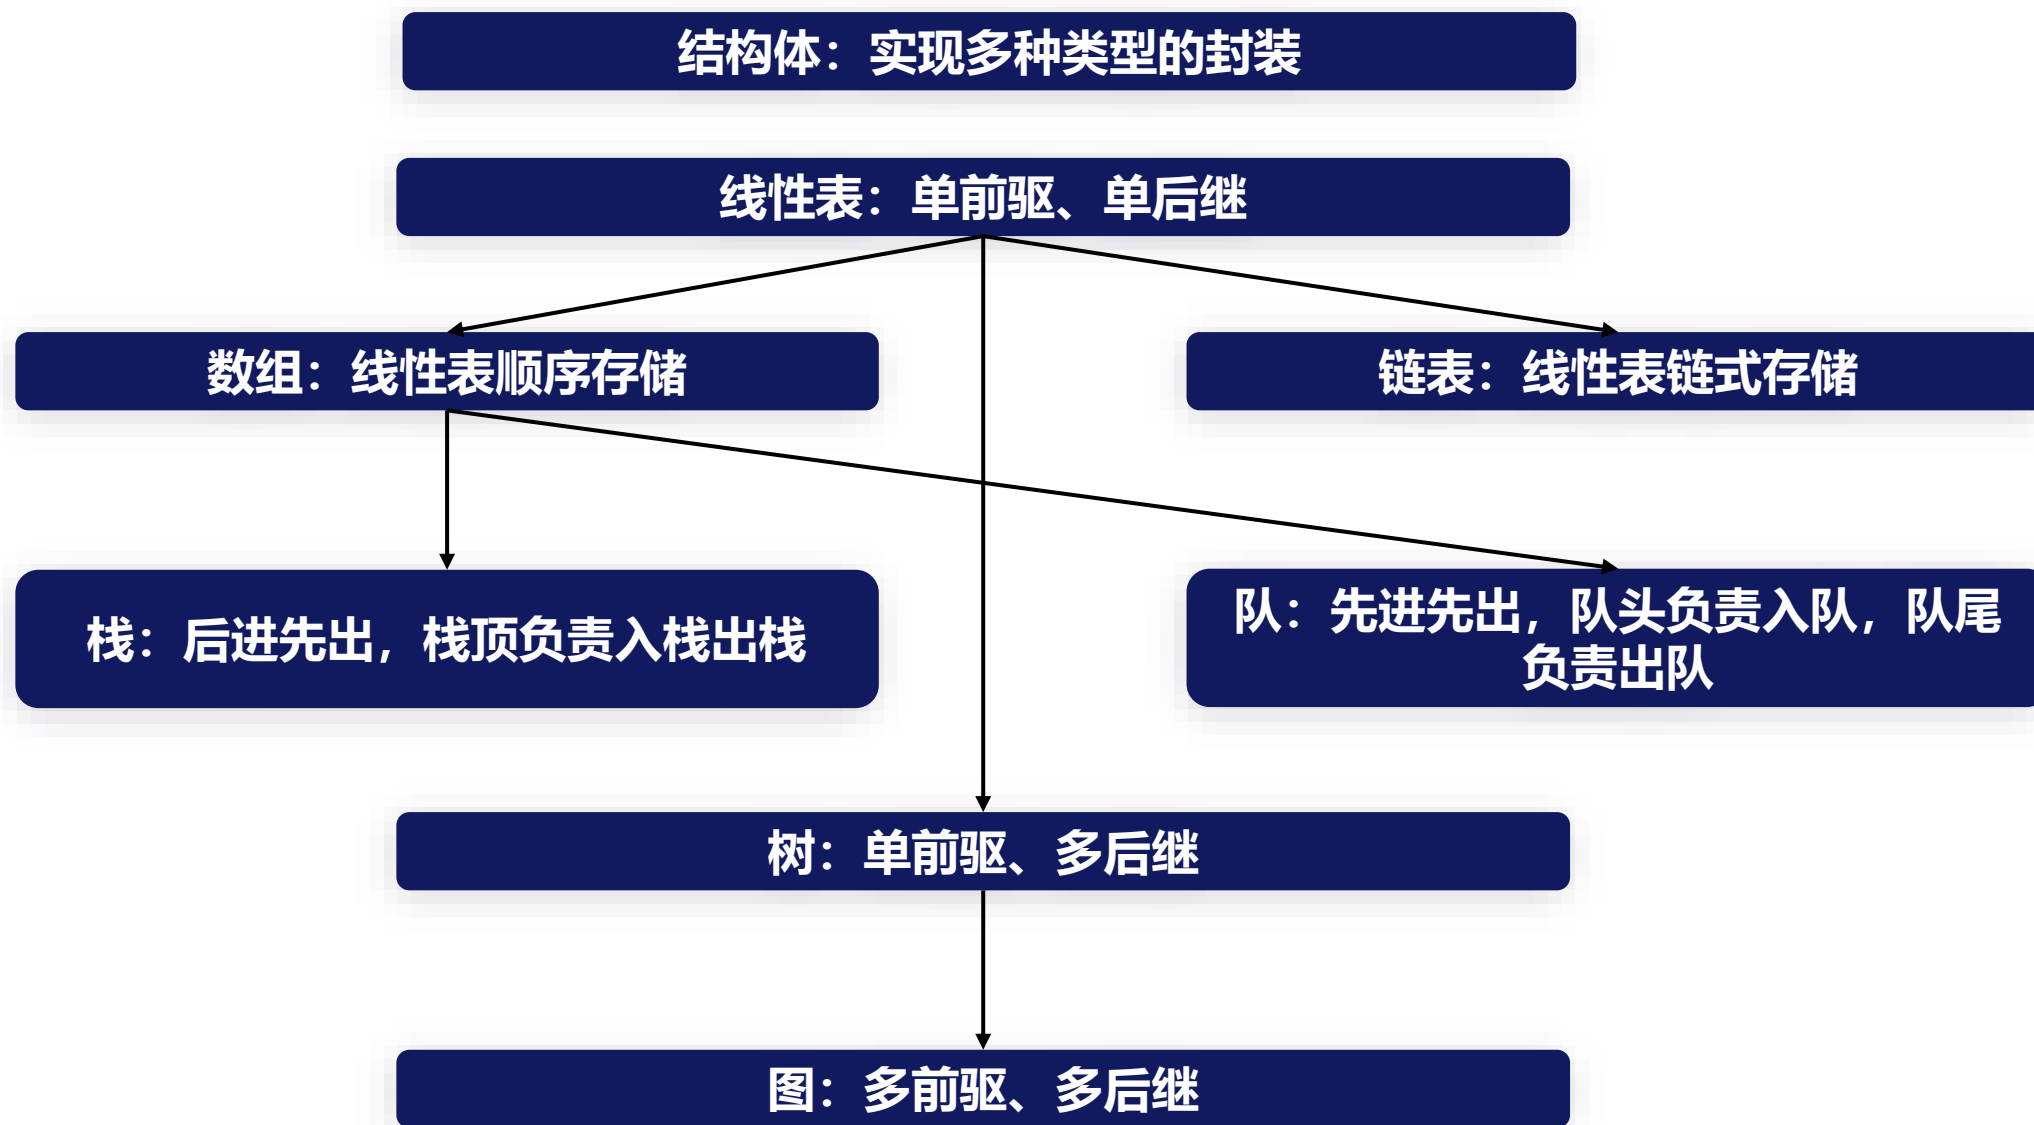 结构体：实现多种类型的封装
线性表：单前驱、单后继
数组：线性表顺序存储
链表：线性表链式存储
栈：后进先出，栈顶负责入栈出栈
队：先进先出，队头负责入队，队尾
负责出队
树：单前驱、多后继
图：多前驱、多后继